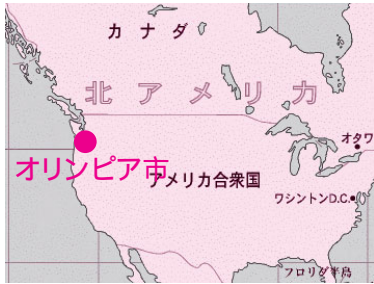 カナダ
北アメリカ
オタワ
オリンピア市
アメリカ合衆国
ワシントンD.C.
フロリダ半島